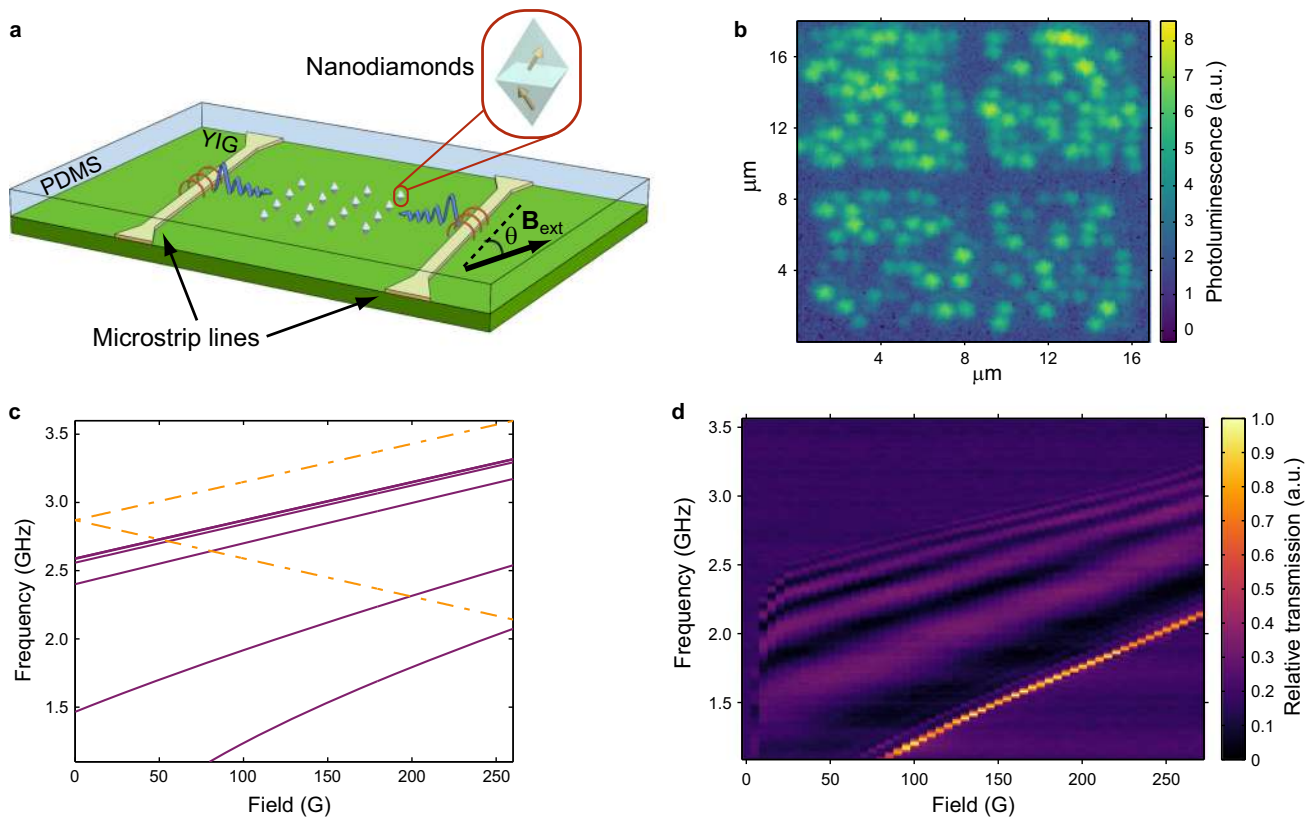 a
Nanodiamonds
YIG
PDMS
θ
B_ext
Microstrip lines
b
18
16
12
8
4
μm
4
8
12
16
μm
8
7
6
5
4
3
2
1
0
Photoluminescence (a.u.)
c
3.5
3.0
2.5
2.0
1.5
Frequency (GHz)
0
50
100
150
200
250
Field (G)
d
3.5
3.0
2.5
2.0
1.5
Frequency (GHz)
0
50
100
150
200
250
Field (G)
1.0
0.9
0.8
0.7
0.6
0.5
0.4
0.3
0.2
0.1
0
Relative transmission (a.u.)